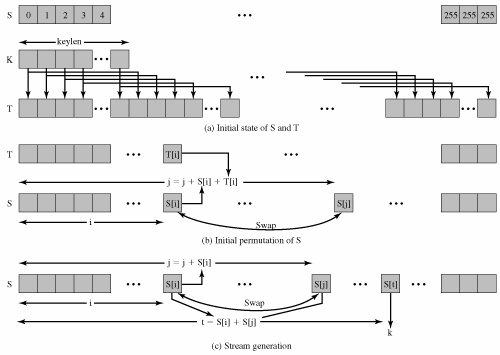 S 0 1 2 3 4 ••• 255 255 255
keylen
K •••
•••
T ••• ••• ••• •••
(a) Initial state of S and T
T ••• T[i] •••
j = j + S[i] + T[i]
S ••• S[i] S[j] •••
i Swap
(b) Initial permutation of S
j = j + S[i]
S ••• S[i] ••• S[j] ••• S[t] •••
i Swap
t = S[i] + S[j]
k
(c) Stream generation